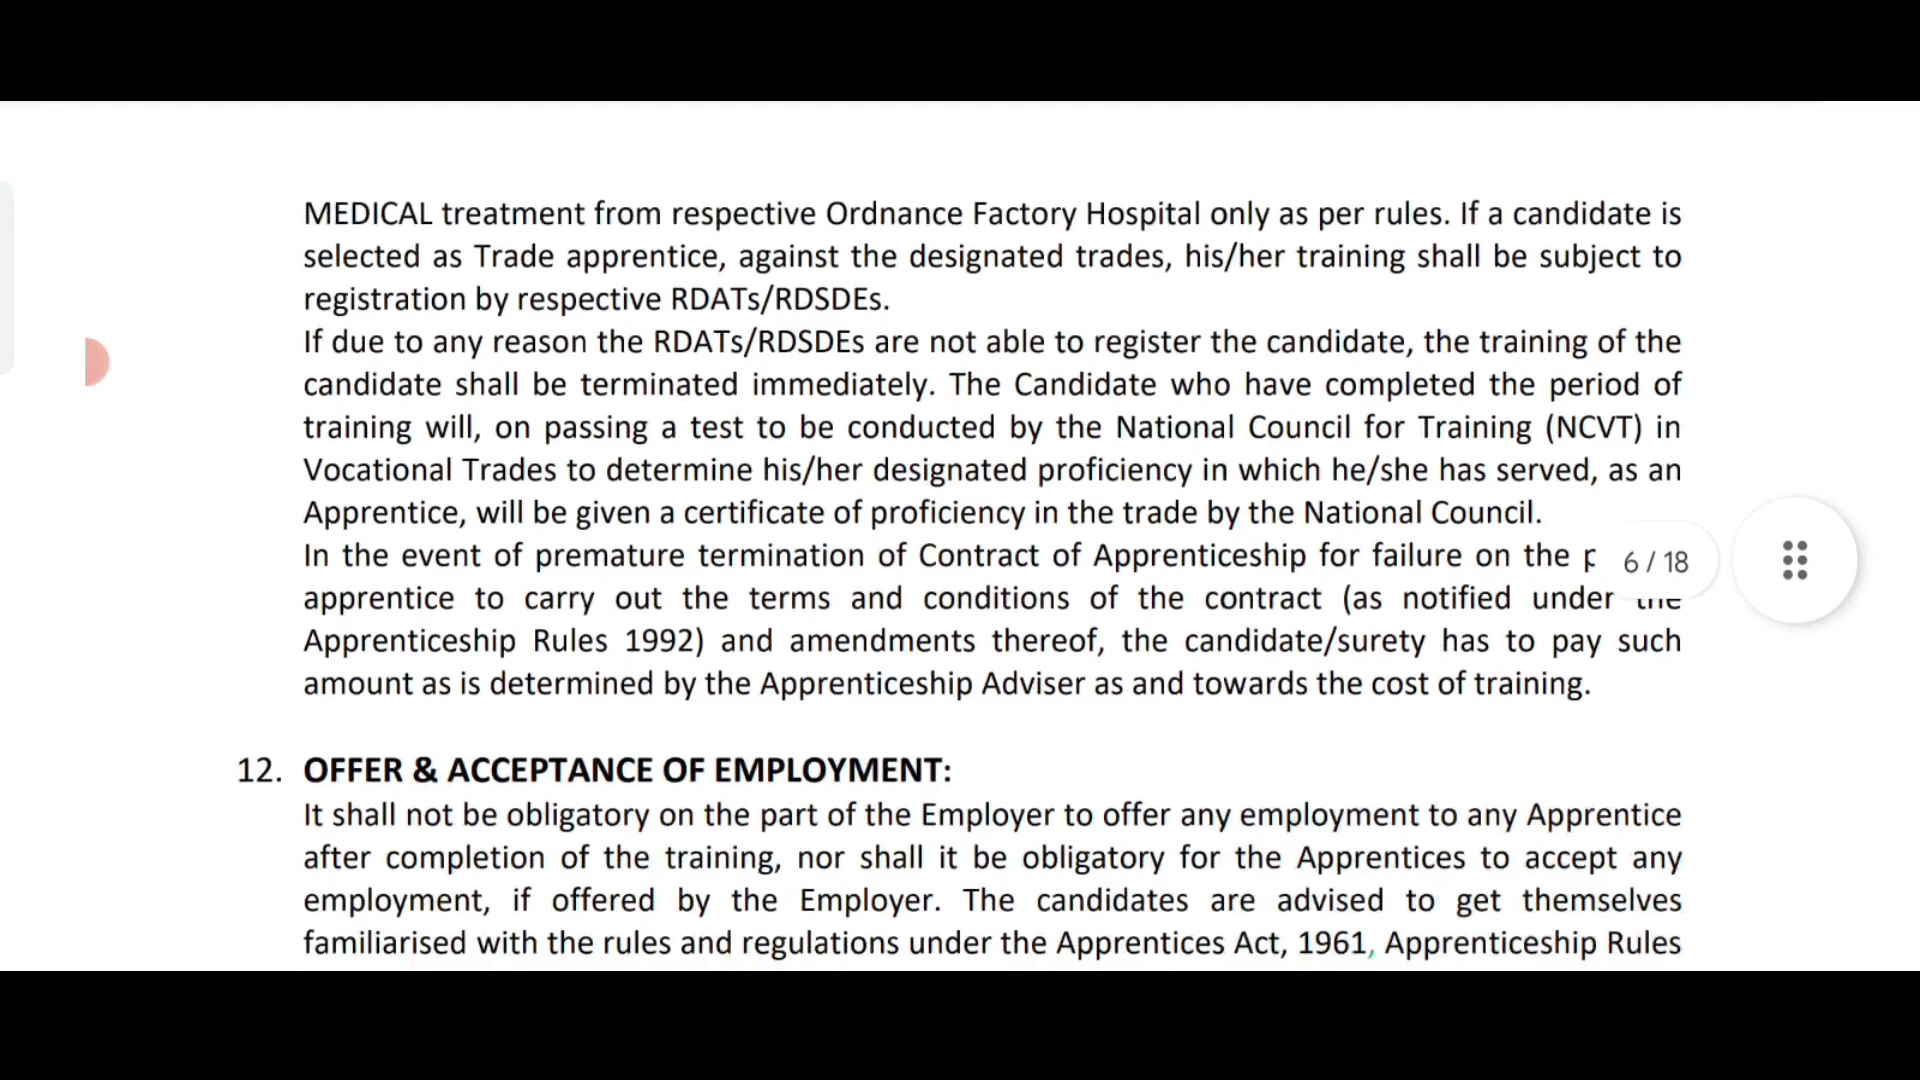 MEDICAL treatment from respective Ordnance Factory Hospital only as per rules. If a candidate is
selected as Trade apprentice, against the designated trades, his/her training shall be subject to
registration by respective RDATs/RDSDEs.
If due to any reason the RDATs/RDSDEs are not able to register the candidate, the training of the
candidate shall be terminated immediately. The Candidate who have completed the period of
training will, on passing a test to be conducted by the National Council for Training (NCVT) in
Vocational Trades to determine his/her designated proficiency in which he/she has served, as an
Apprentice, will be given a certificate of proficiency in the trade by the National Council.
In the event of premature termination of Contract of Apprenticeship for failure on the
6 / 18
apprentice to carry out the terms and conditions of the contract (as notified under the
Apprenticeship Rules 1992) and amendments thereof, the candidate/surety has to pay such
amount as is determined by the Apprenticeship Adviser as and towards the cost of training.
12. OFFER & ACCEPTANCE OF EMPLOYMENT:
It shall not be obligatory on the part of the Employer to offer any employment to any Apprentice
after completion of the training, nor shall it be obligatory for the Apprentices to accept any
employment, if offered by the Employer. The candidates are advised to get themselves
familiarised with the rules and regulations under the Apprentices Act, 1961, Apprenticeship Rules